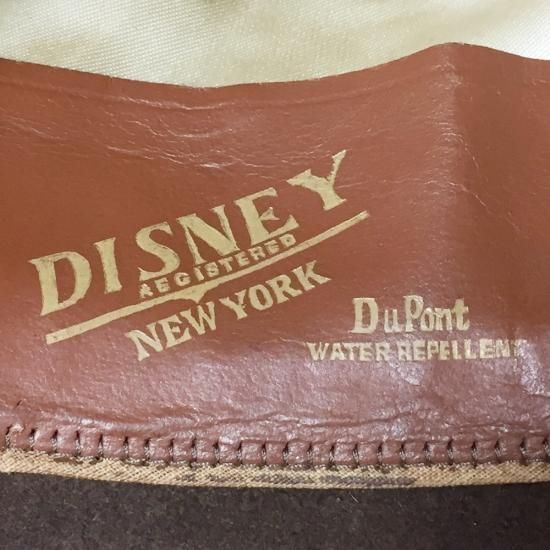 DISNEY
REGISTERED
NEW YORK
DuPont
WATER REPELLENT